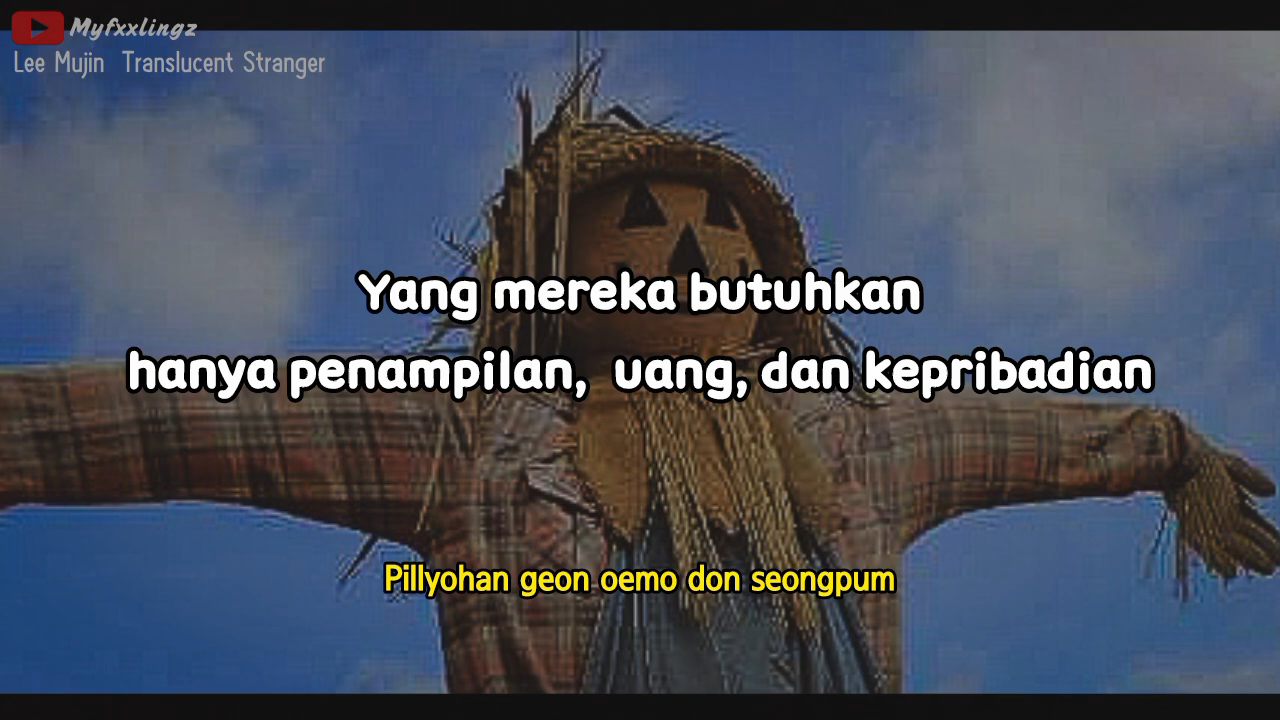 Myfxxlingz
Lee Mujin Translucent Stranger
Yang mereka butuhkan
hanya penampilan, uang, dan kepribadian
Pillyohan geon oemo don seongpum